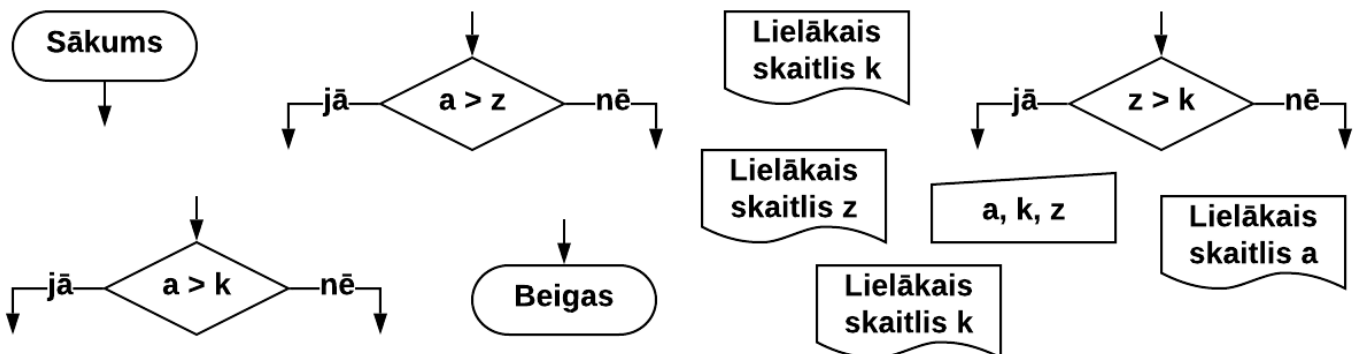 Sākums
jā
a > z
nē
Lielākais
skaitlis k
jā
z > k
nē
Lielākais
skaitlis z
a, k, z
Lielākais
skaitlis a
jā
a > k
nē
Beigas
Lielākais
skaitlis k